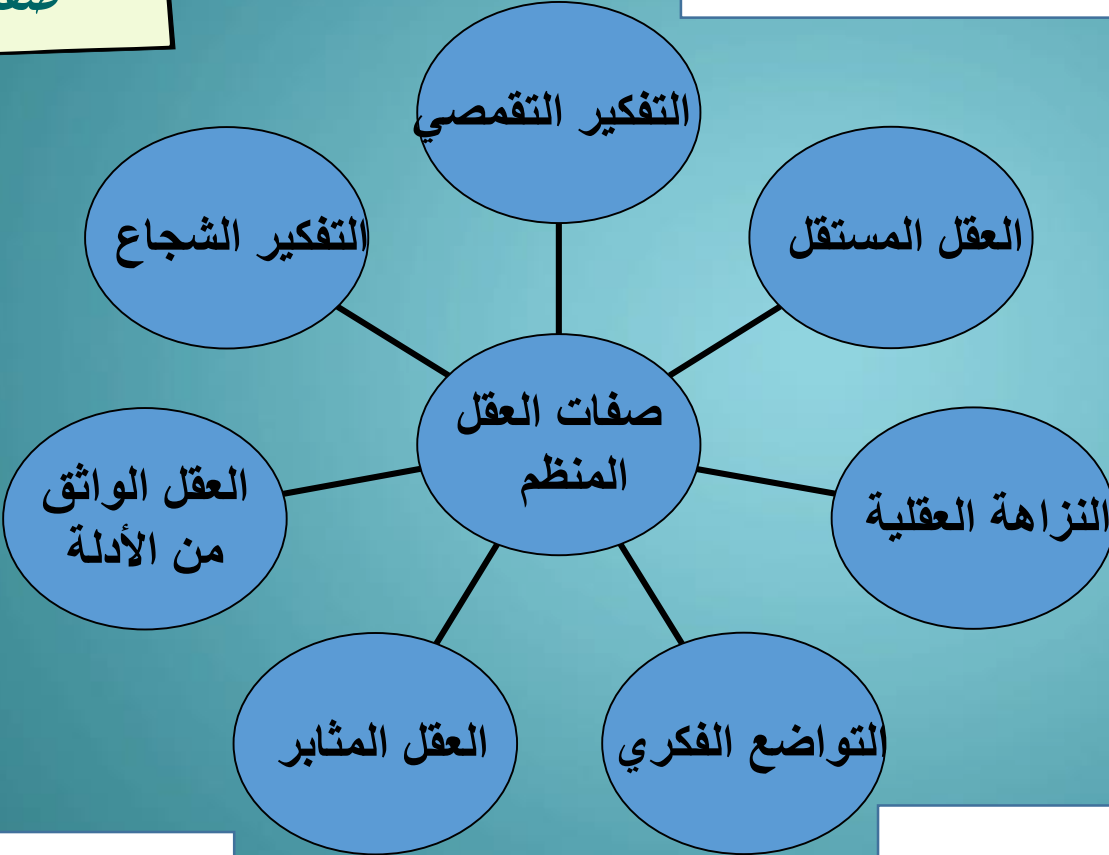 التفكير التقمصي
العقل المستقل
التفكير الشجاع
صفات العقل
المنظم
النزاهة العقلية
العقل الواثق
من الأدلة
التواضع الفكري
العقل المثابر